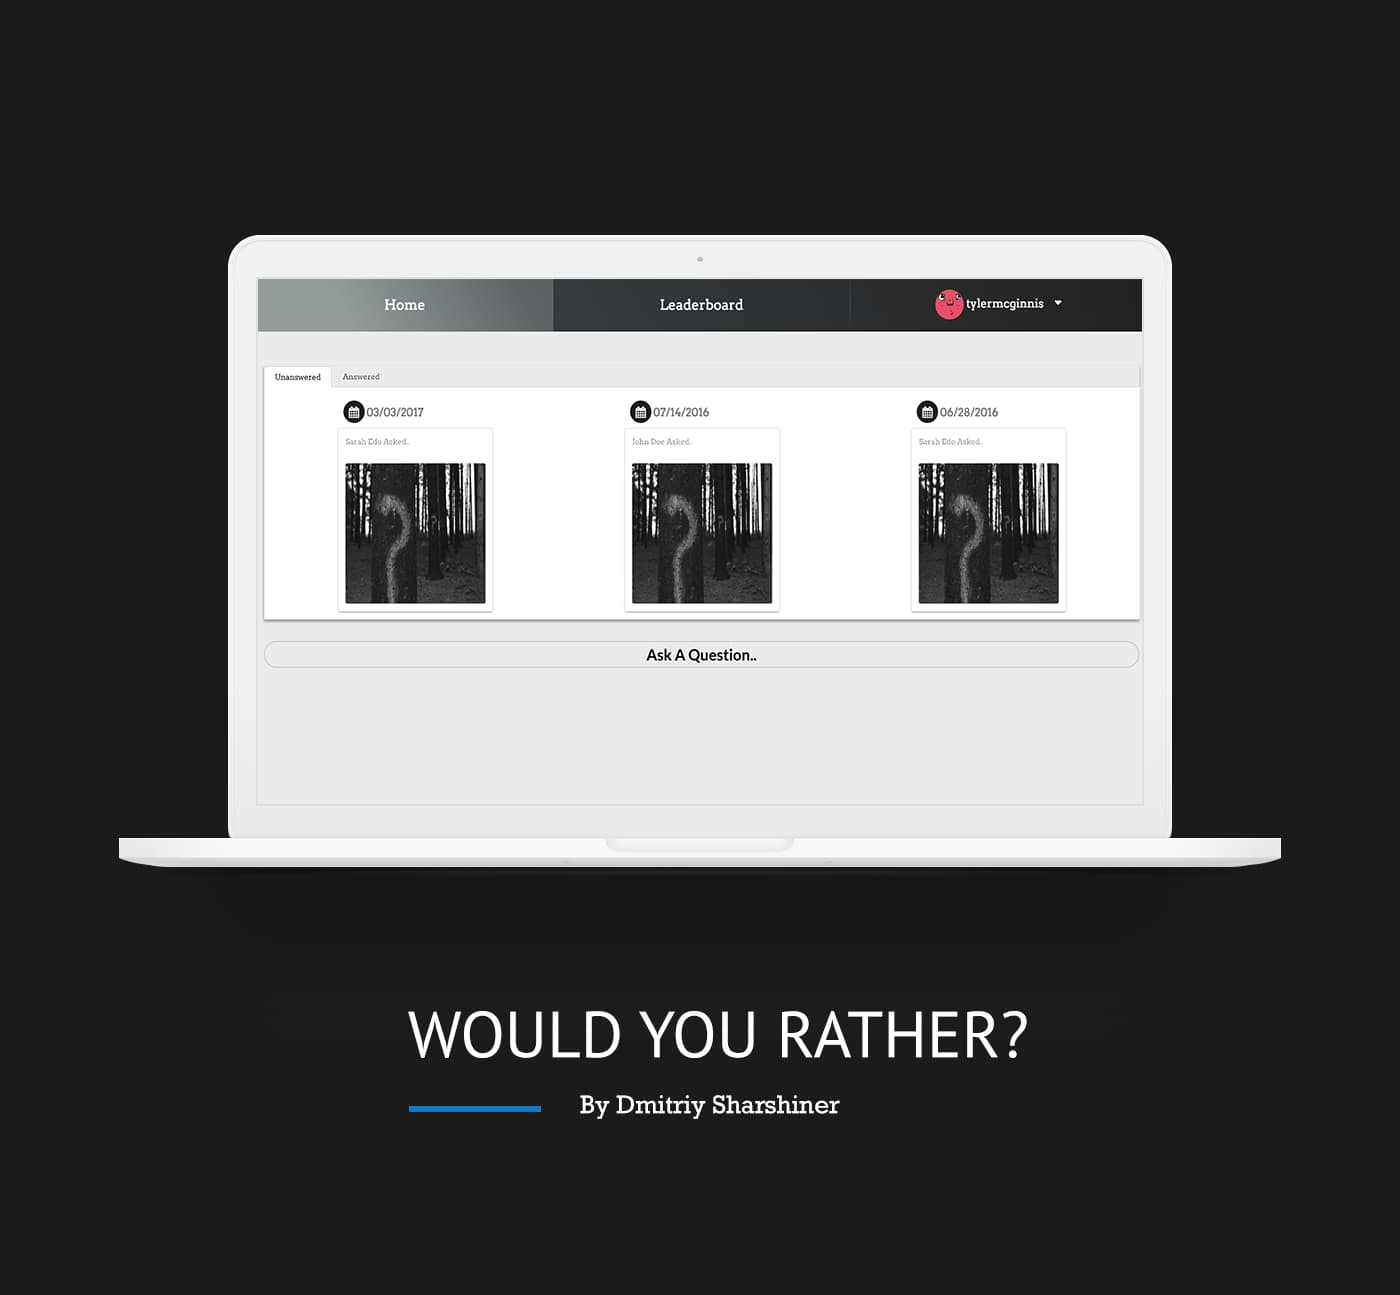 Home Leaderboard tylermcginnis
Unanswered Answered
03/03/2017 07/14/2016 06/28/2016
Sarah Edo Asked.. John Doe Asked.. Sarah Edo Asked..
Ask A Question..
WOULD YOU RATHER?
By Dmitriy Sharshiner